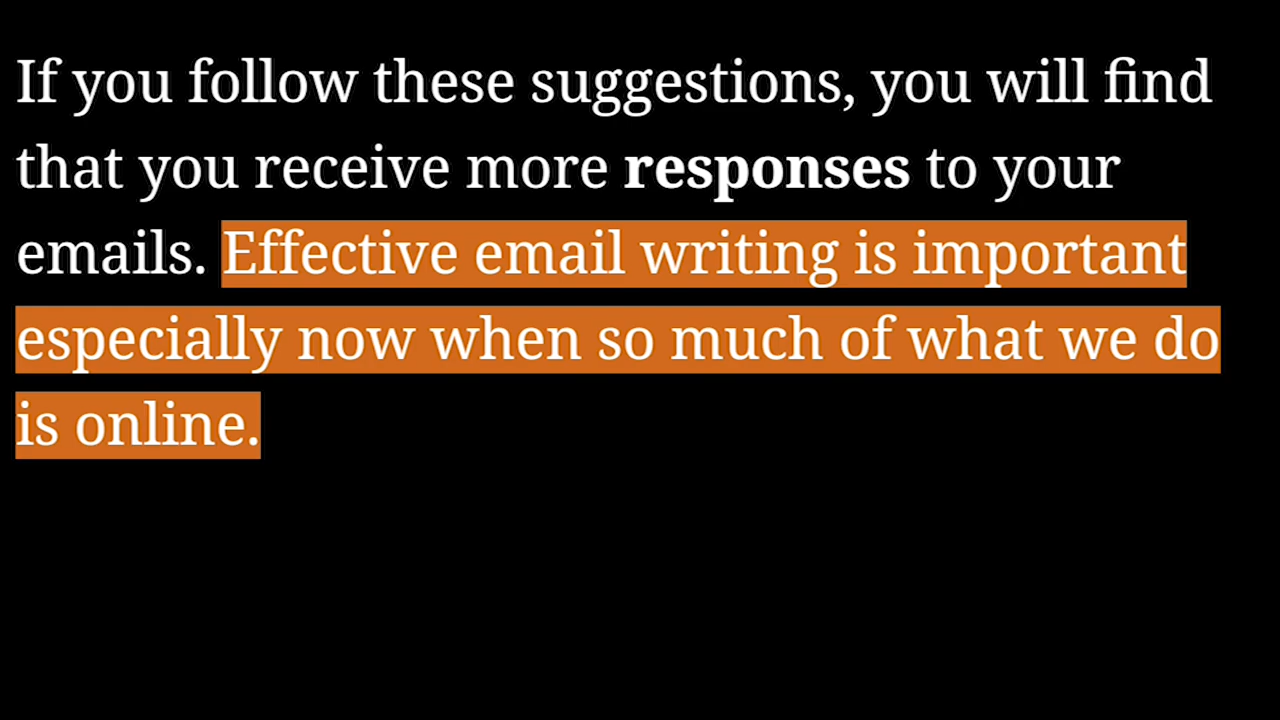 If you follow these suggestions, you will find
that you receive more responses to your
emails. Effective email writing is important
especially now when so much of what we do
is online.